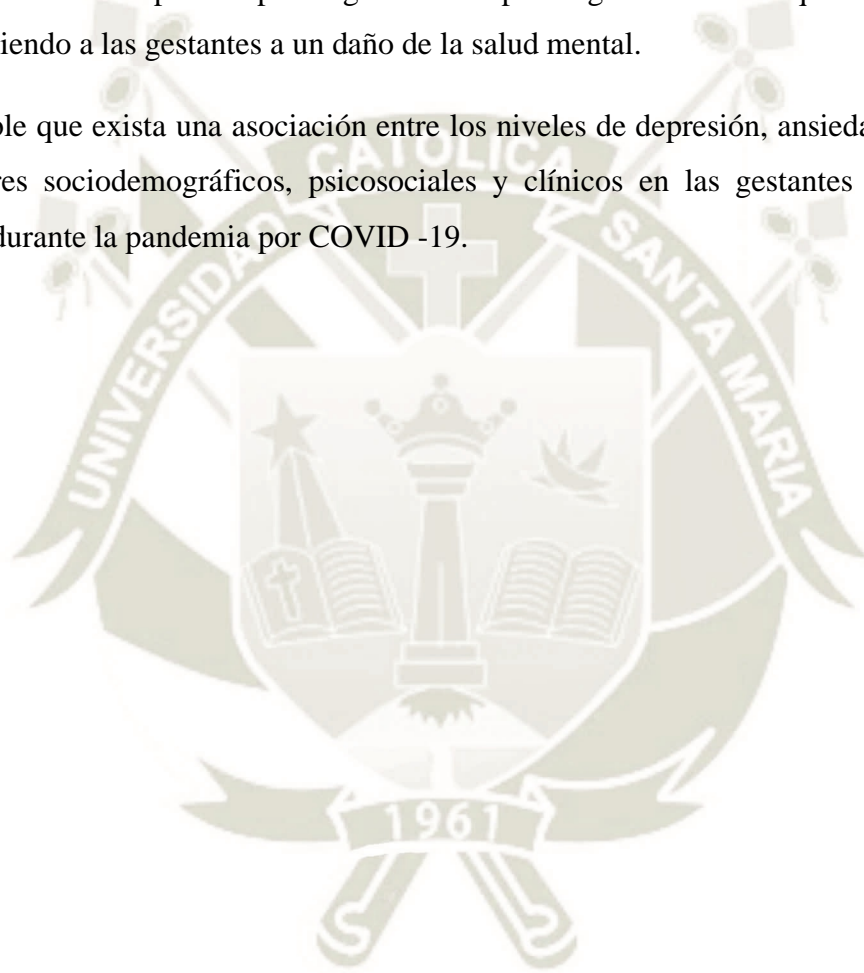 iendo a las gestantes a un daño de la salud mental.
ble que exista una asociación entre los niveles de depresión, ansieda
res sociodemográficos, psicosociales y clínicos en las gestantes
durante la pandemia por COVID -19.
UNIVERSIDAD CATOLICA SANTA MARIA
1961